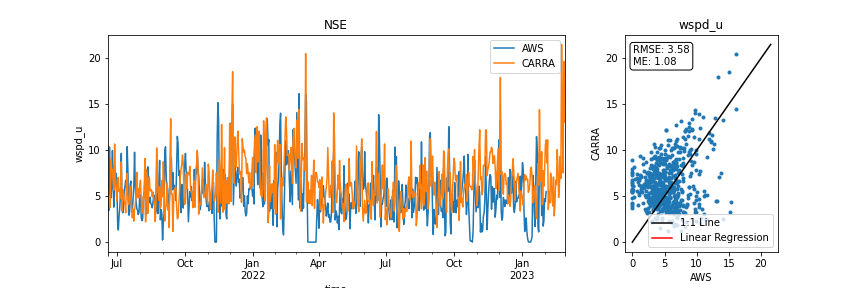 NSE
wspd_u
AWS
CARRA
20
15
10
5
0
wspd_u
Jul
Oct
Jan
2022
Apr
Jul
Oct
Jan
2023
time
wspd_u
RMSE: 3.58
ME: 1.08
20
15
10
5
0
CARRA
1:1 Line
Linear Regression
0
5
10
15
20
AWS